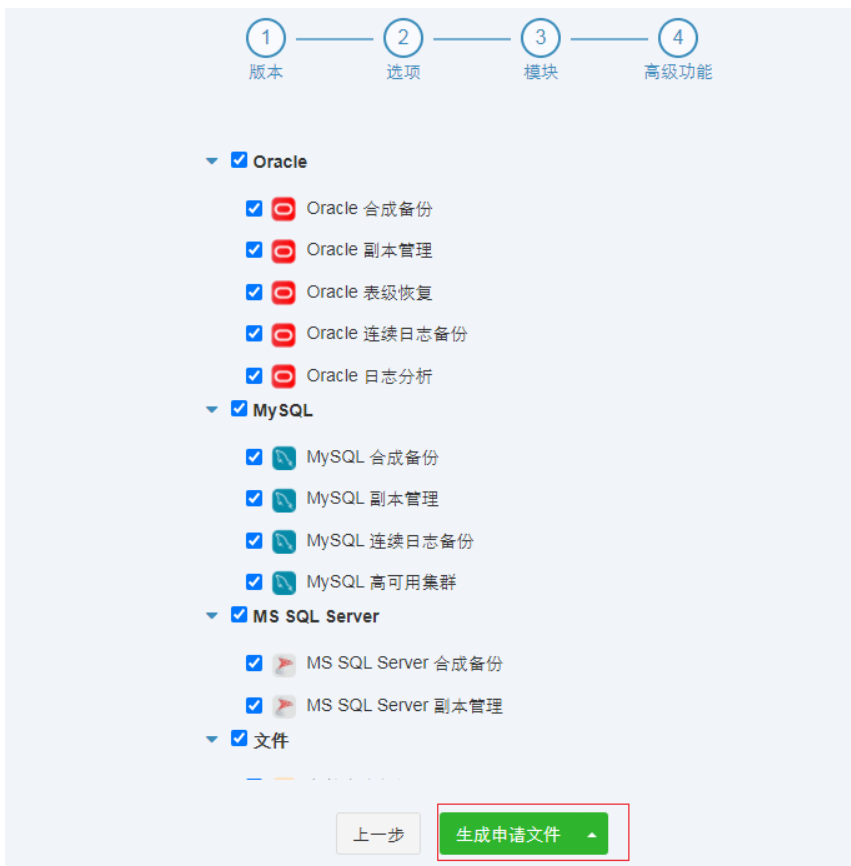 1 2 3 4
版本 选项 模块 高级功能
Oracle
Oracle 合成备份
Oracle 副本管理
Oracle 表级恢复
Oracle 连续日志备份
Oracle 日志分析
MySQL
MySQL 合成备份
MySQL 副本管理
MySQL 连续日志备份
MySQL 高可用集群
MS SQL Server
MS SQL Server 合成备份
MS SQL Server 副本管理
文件
上一步 生成申请文件